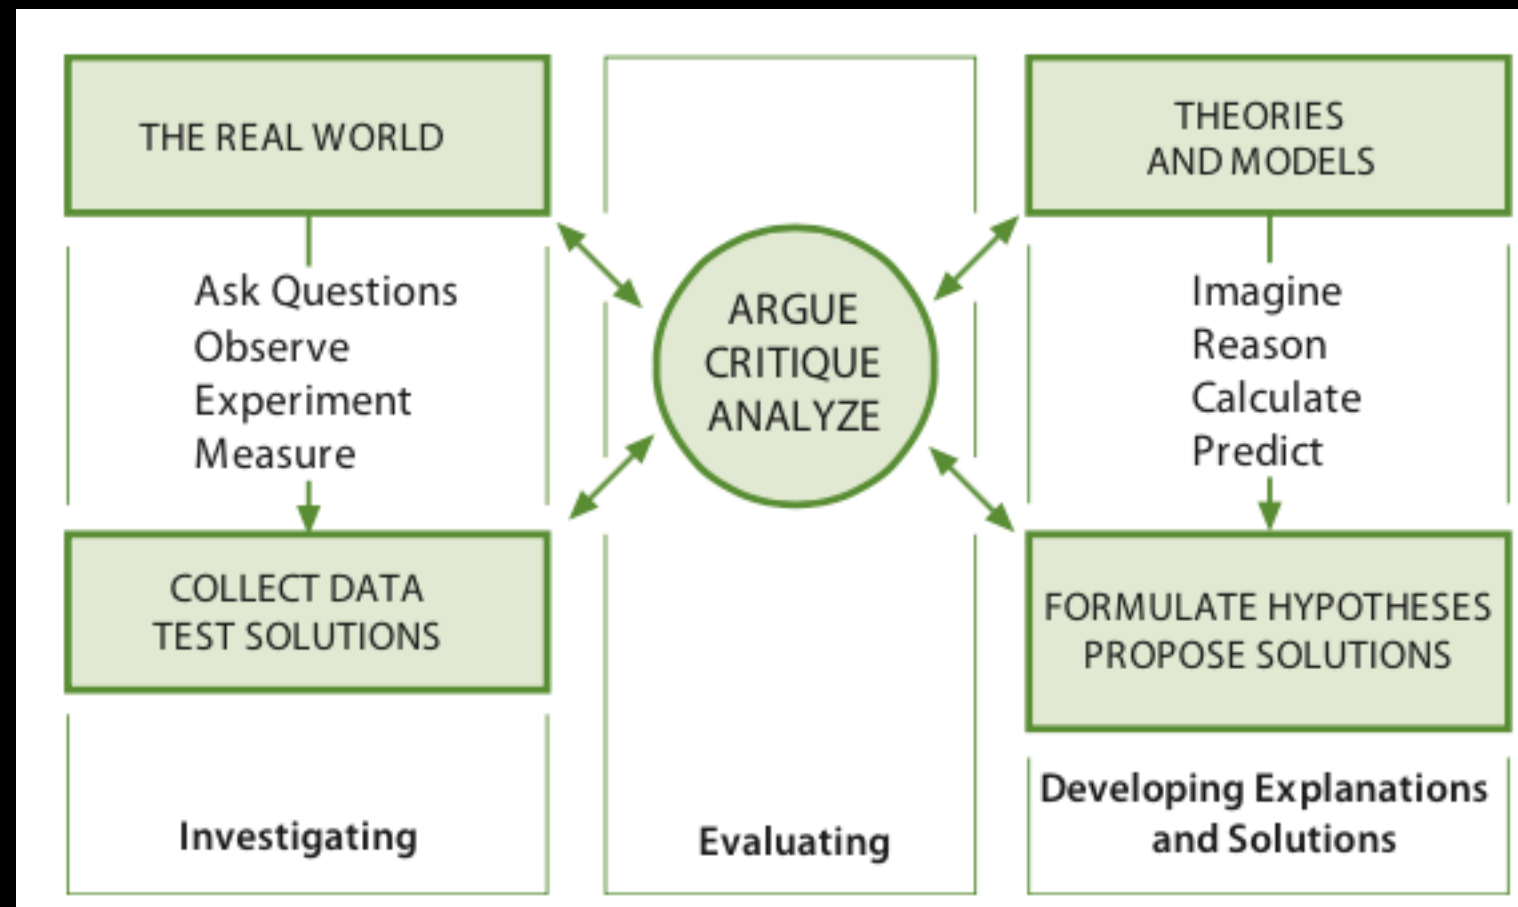 THE REAL WORLD
Ask Questions
Observe
Experiment
Measure
COLLECT DATA
TEST SOLUTIONS
Investigating
ARGUE
CRITIQUE
ANALYZE
Evaluating
THEORIES
AND MODELS
Imagine
Reason
Calculate
Predict
FORMULATE HYPOTHESES
PROPOSE SOLUTIONS
Developing Explanations
and Solutions